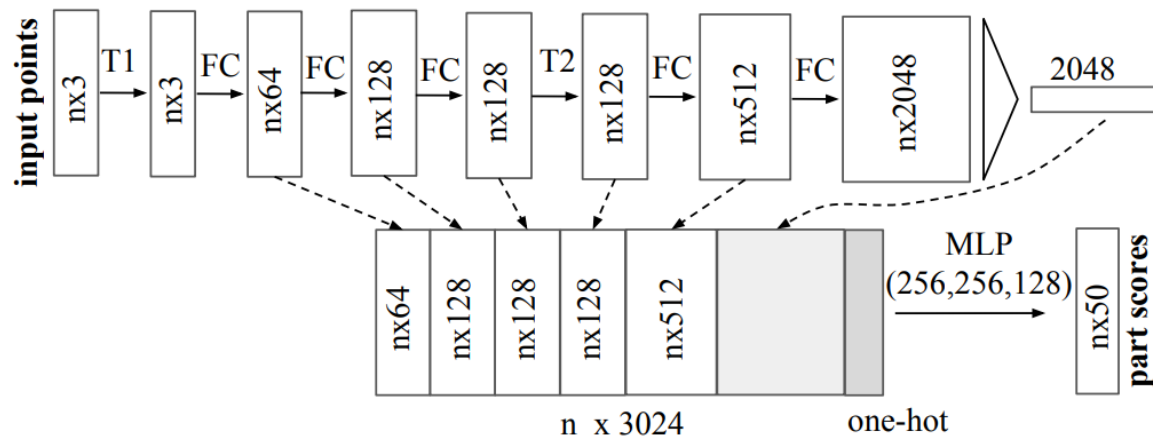 input points
nx3
T1
nx3
FC
nx64
FC
nx128
FC
nx128
T2
nx128
FC
nx512
FC
nx2048
2048
nx64
nx128
nx128
nx128
nx512
MLP
(256,256,128)
nx50
part scores
n x 3024
one-hot